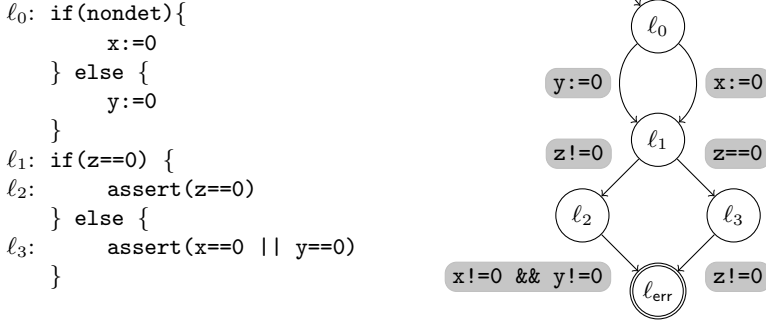 ℓ0: if(nondet){
x:=0
} else {
y:=0
}
ℓ1: if(z==0) {
ℓ2: assert(z==0)
} else {
ℓ3: assert(x==0 || y==0)
}
ℓ0
y:=0 x:=0
ℓ1
z!=0 z==0
ℓ2 ℓ3
x!=0 && y!=0 ℓerr z!=0